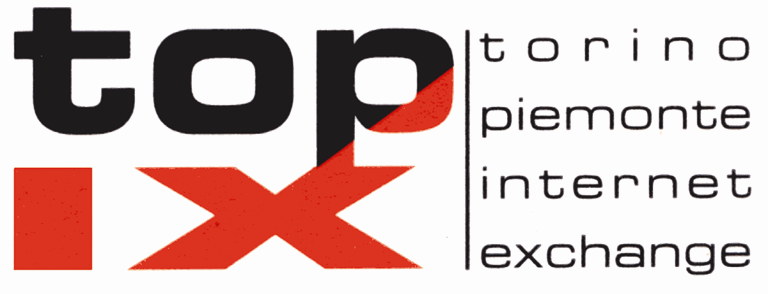 top
ix
torino
piemonte
internet
exchange